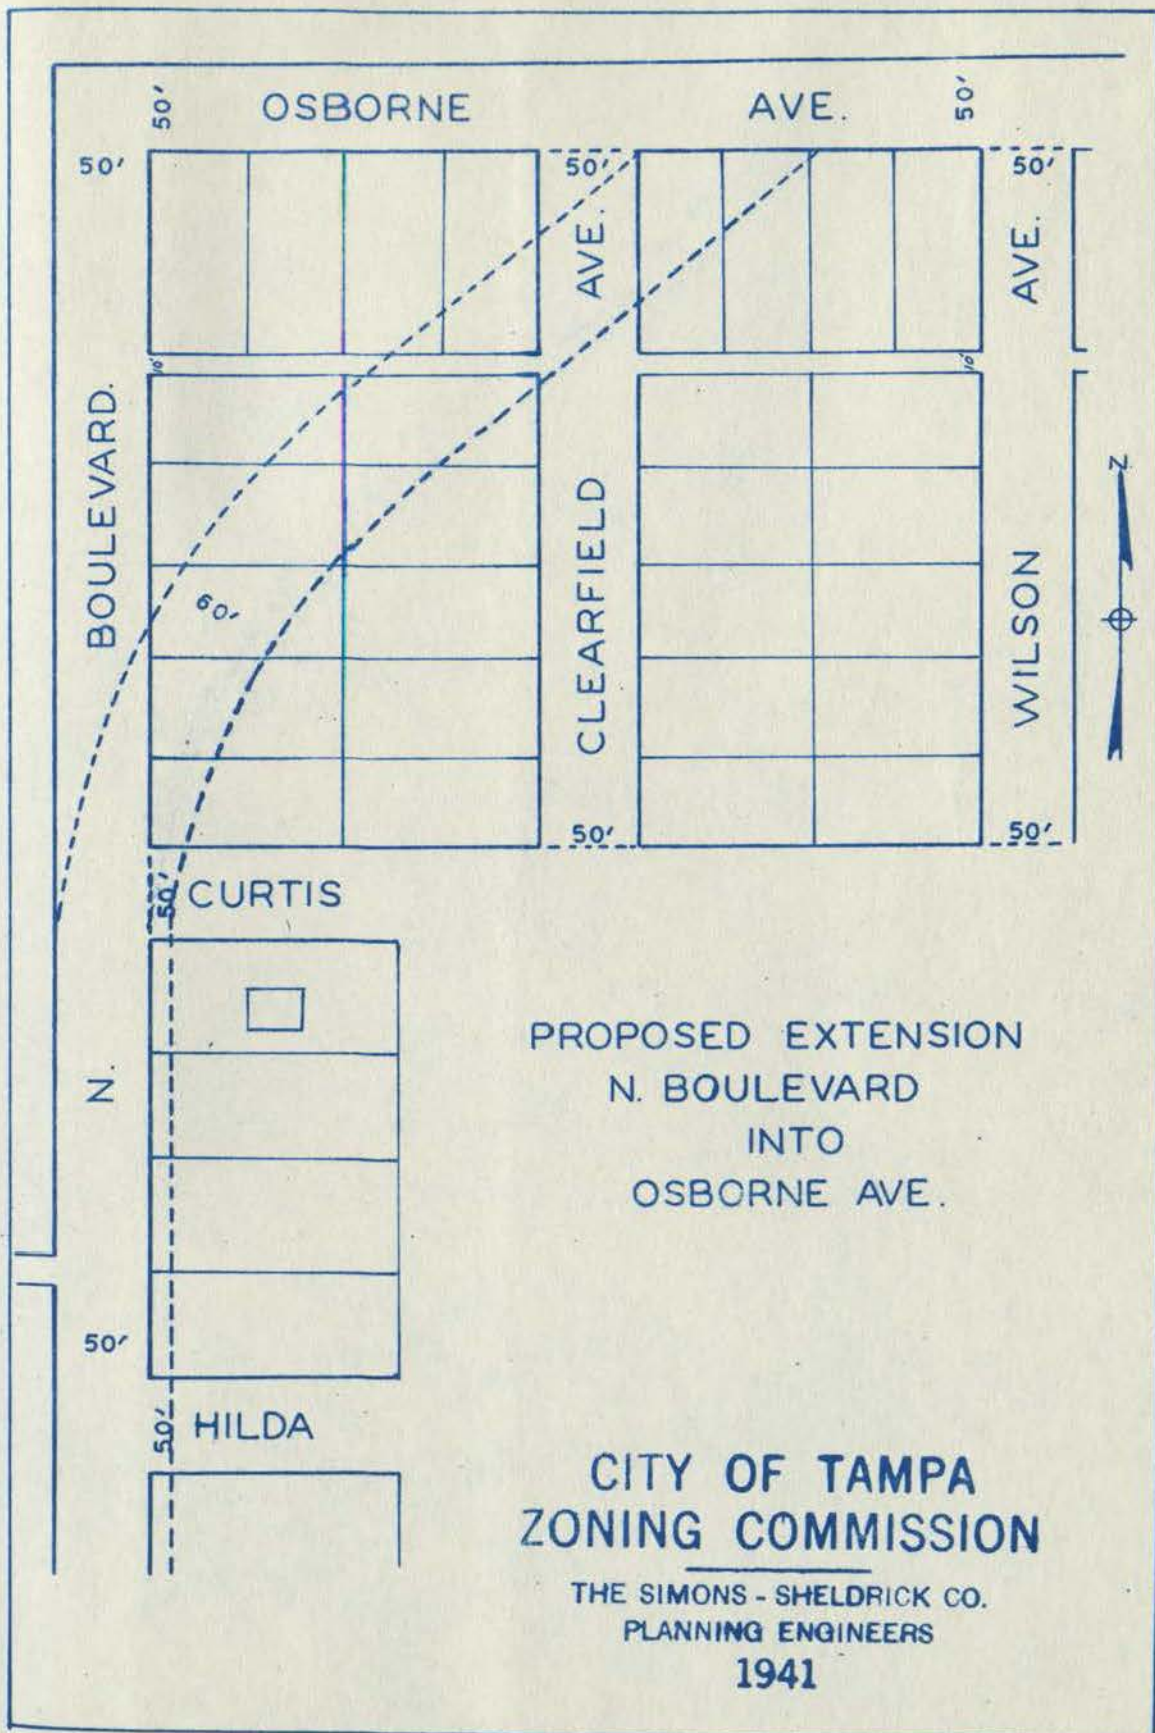 50'
OSBORNE AVE.
50'
50'
50'
50'
AVE.
AVE.
10'
10'
BOULEVARD.
Z
60'
CLEARFIELD
WILSON
50'
50'
50'
CURTIS
PROPOSED EXTENSION
N. BOULEVARD
INTO
OSBORNE AVE.
N.
50'
50'
HILDA
CITY OF TAMPA
ZONING COMMISSION
THE SIMONS - SHELDRICK CO.
PLANNING ENGINEERS
1941